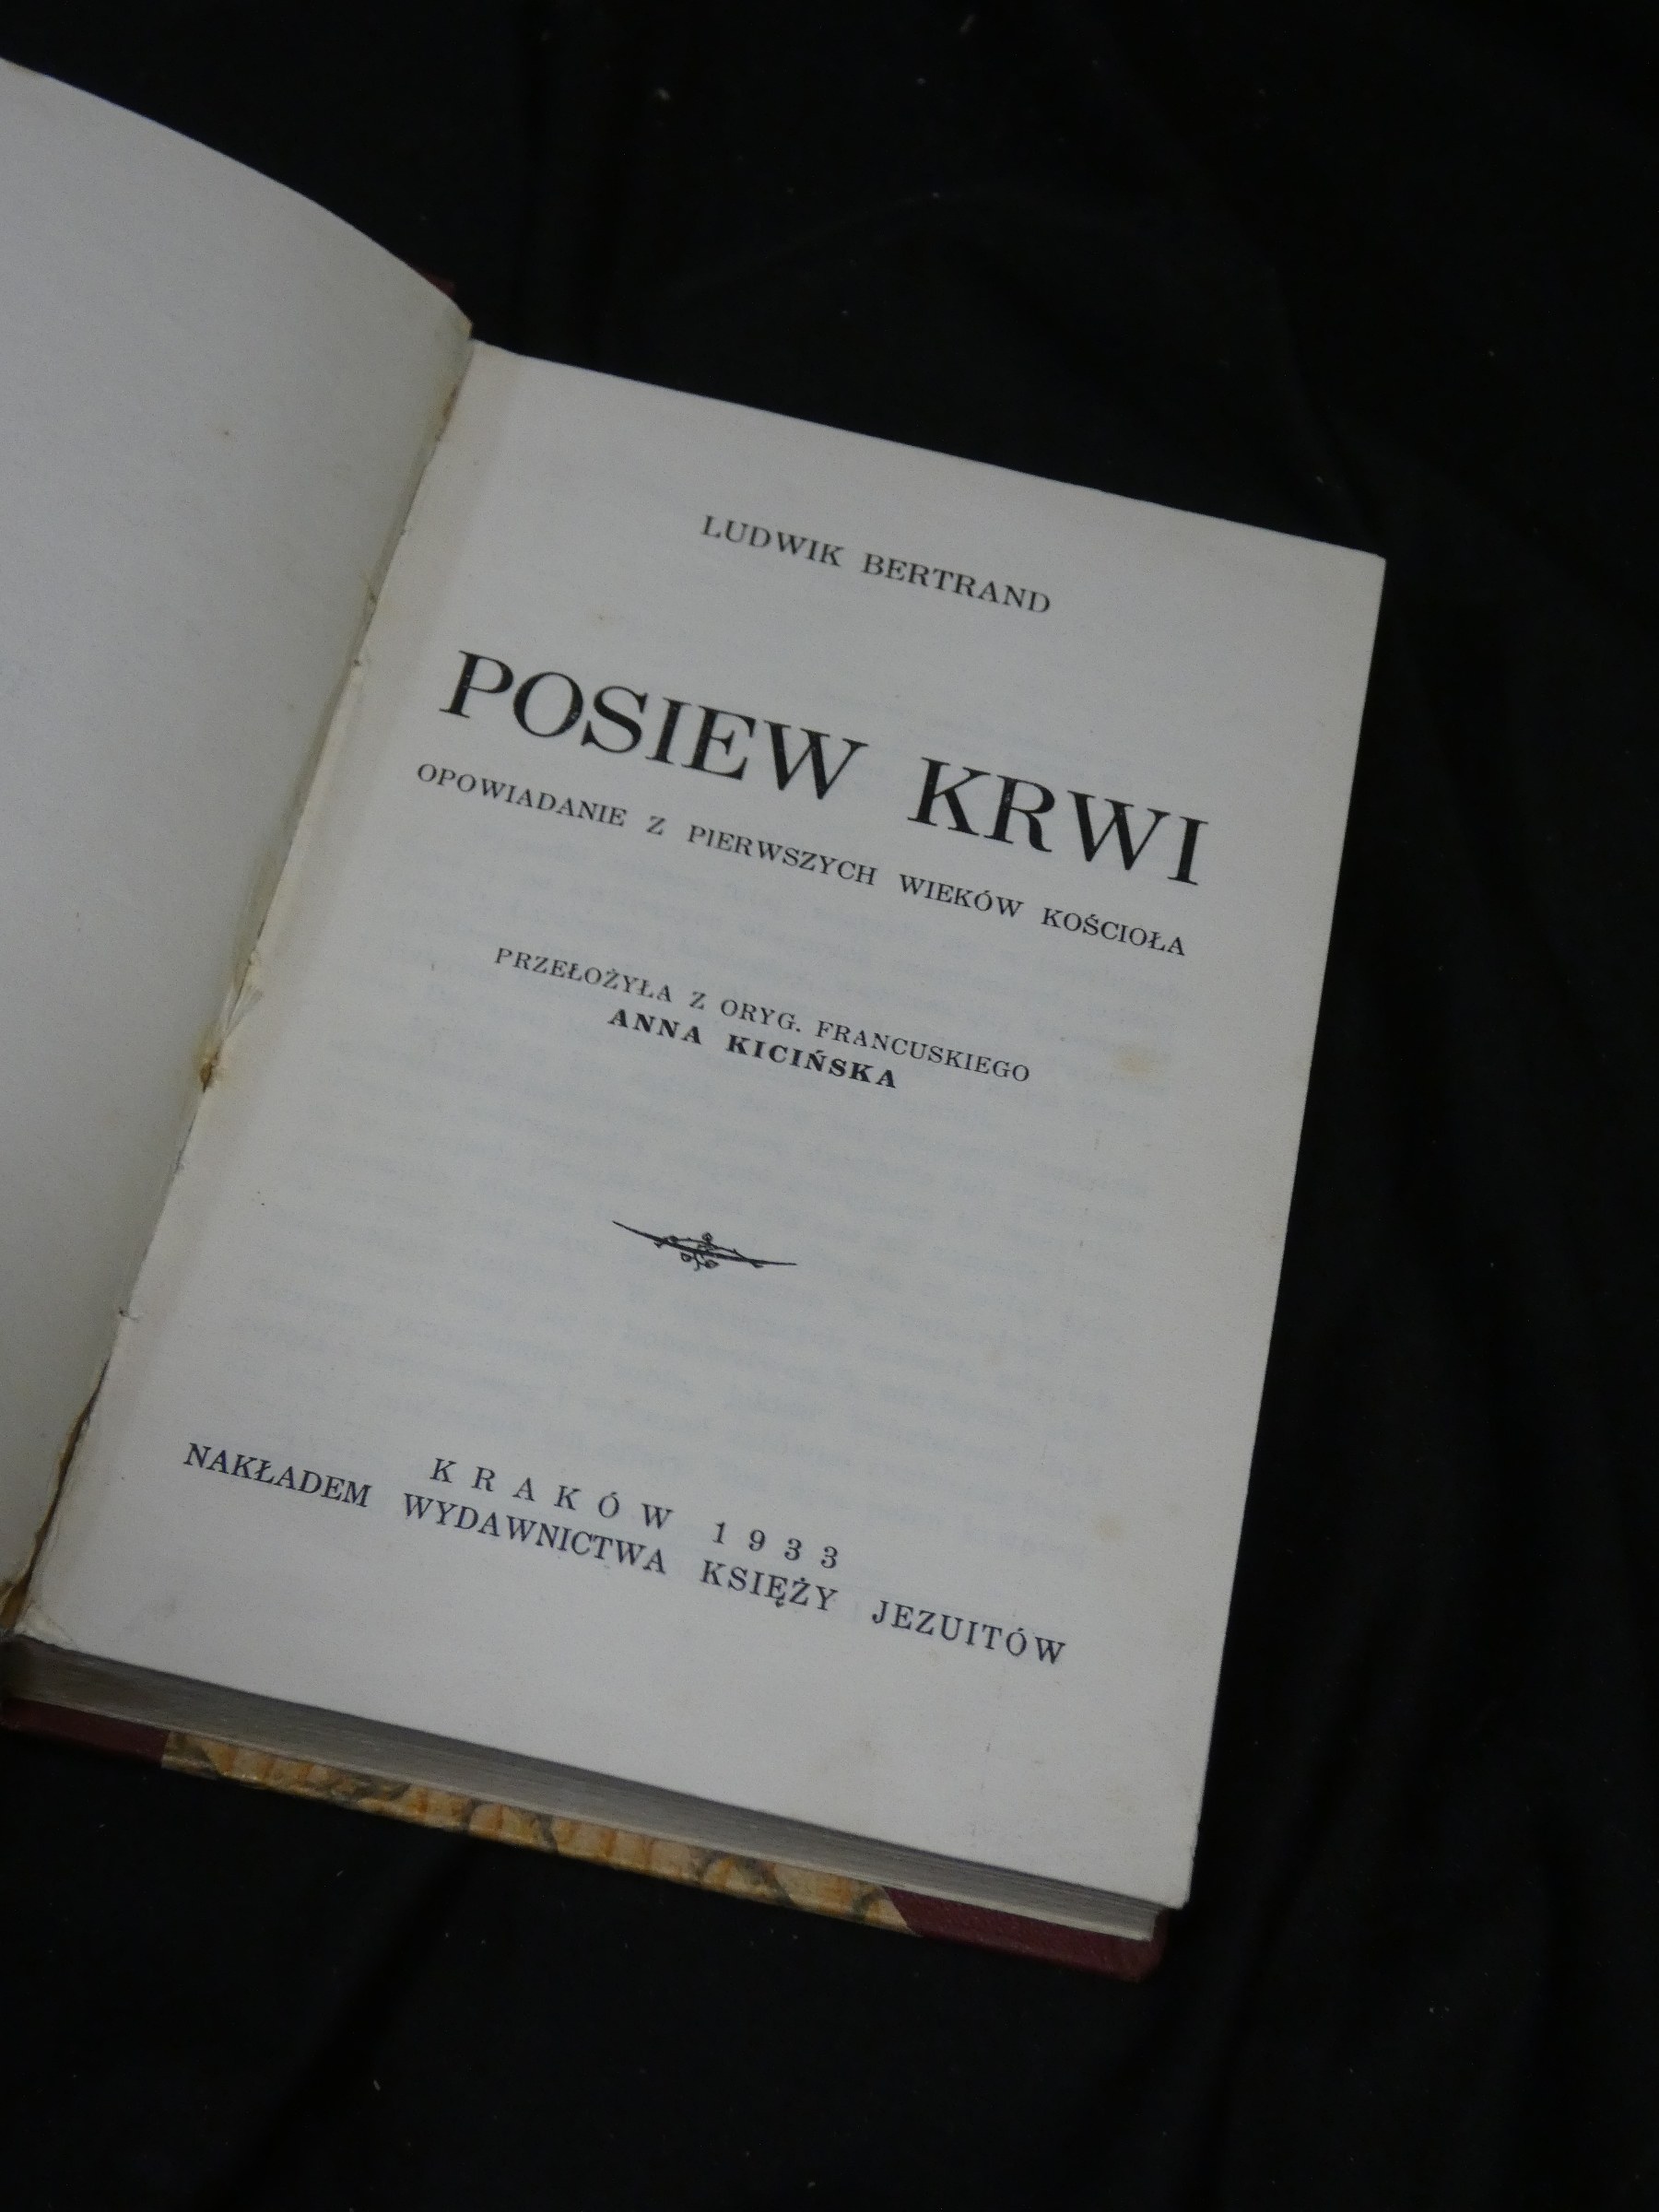 LUDWIK BERTRAND
POSIEW KRWI
OPOWIADANIE Z PIERWSZYCH WIEKÓW KOŚCIOŁA
PRZEŁOŻYŁA Z ORYG. FRANCUSKIEGO
ANNA KICIŃSKA
KRAKÓW 1933
NAKŁADEM WYDAWNICTWA KSIĘŻY JEZUITÓW